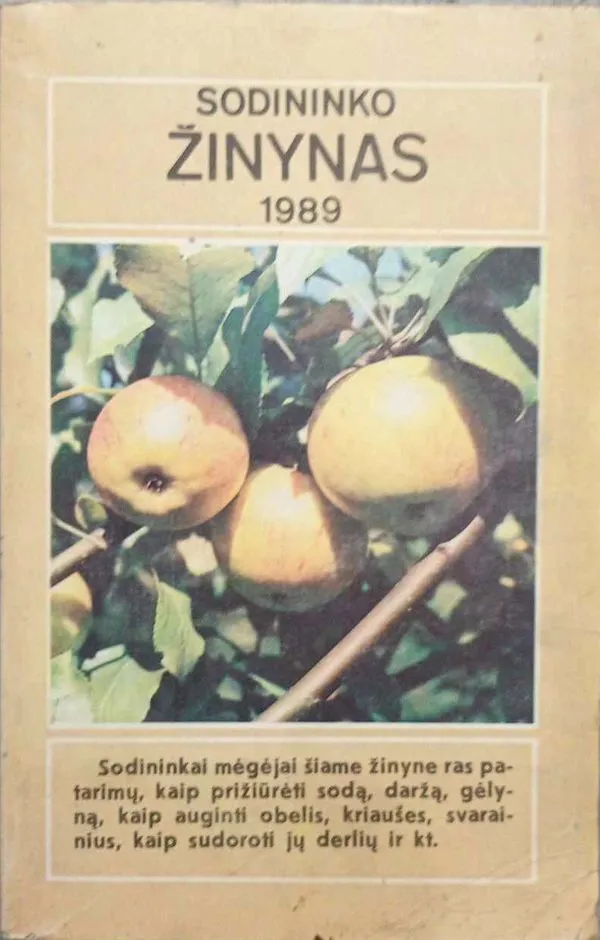 SODININKO
ŽINYNAS
1989
Sodininkai mėgėjai šiame žinyne ras pa-
tarimų, kaip prižiūrėti sodą, daržą, gėly-
ną, kaip auginti obelis, kriaušes, svarai-
nius, kaip sudoroti jų derlių ir kt.